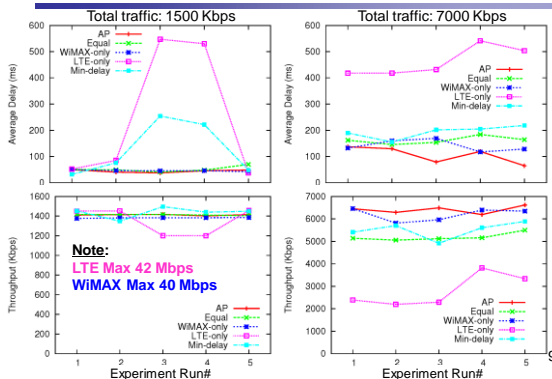 Total traffic: 1500 Kbps
Total traffic: 7000 Kbps
Average Delay (ms)
600
500
400
300
200
100
0
AP
Equal
WiMAX-only
LTE-only
Min-delay
Average Delay (ms)
600
500
400
300
200
100
0
AP
Equal
WiMAX-only
LTE-only
Min-delay
Throughput (Kbps)
1600
1400
1200
1000
800
600
400
200
0
Note:
LTE Max 42 Mbps
WiMAX Max 40 Mbps
AP
Equal
WiMAX-only
LTE-only
Min-delay
1 2 3 4 5
Experiment Run#
Throughput (Kbps)
7000
6000
5000
4000
3000
2000
1000
0
AP
Equal
WiMAX-only
LTE-only
Min-delay
1 2 3 4 5
Experiment Run#
9